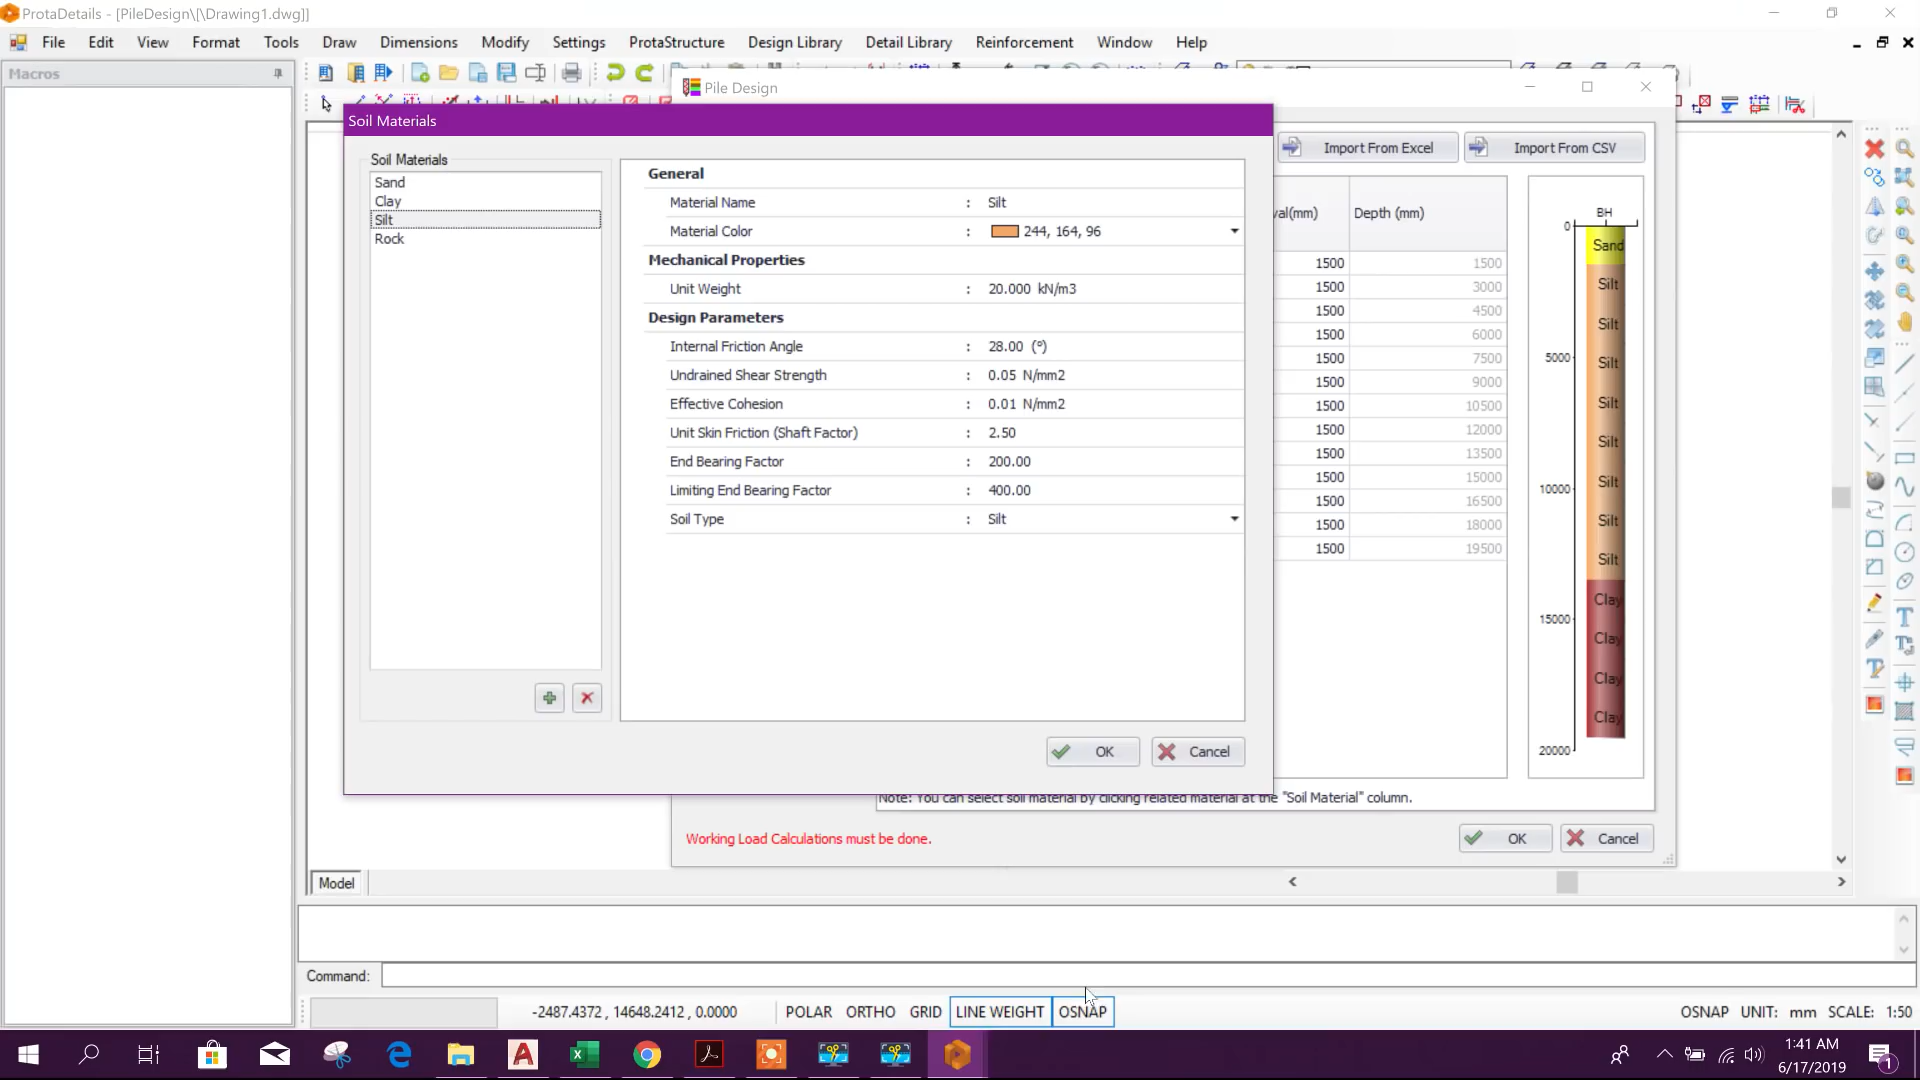 ProtaDetails - [PileDesign\[\Drawing1.dwg]]
File Edit View Format Tools Draw Dimensions Modify Settings ProtaStructure Design Library Detail Library Reinforcement Window Help
Macros
Pile Design
Soil Materials
Import From Excel Import From CSV
Soil Materials
Sand
Clay
Silt
Rock
General
Material Name : Silt
Material Color : 244, 164, 96
Mechanical Properties
Unit Weight : 20.000 kN/m3
Design Parameters
Internal Friction Angle : 28.00 (°)
Undrained Shear Strength : 0.05 N/mm2
Effective Cohesion : 0.01 N/mm2
Unit Skin Friction (Shaft Factor) : 2.50
End Bearing Factor : 200.00
Limiting End Bearing Factor : 400.00
Soil Type : Silt
OK Cancel
val(mm) Depth (mm)
1500 1500
1500 3000
1500 4500
1500 6000
1500 7500
1500 9000
1500 10500
1500 12000
1500 13500
1500 15000
1500 16500
1500 18000
1500 19500
BH
0
Sand
Silt
Silt
5000
Silt
Silt
Silt
10000
Silt
Silt
Silt
Clay
15000
Clay
Clay
Clay
20000
Note: You can select soil material by clicking related material at the "Soil Material" column.
Working Load Calculations must be done.
OK Cancel
Model
Command:
-2487.4372 , 14648.2412 , 0.0000 POLAR ORTHO GRID LINE WEIGHT OSNAP OSNAP UNIT: mm SCALE: 1:50
1:41 AM
6/17/2019
1